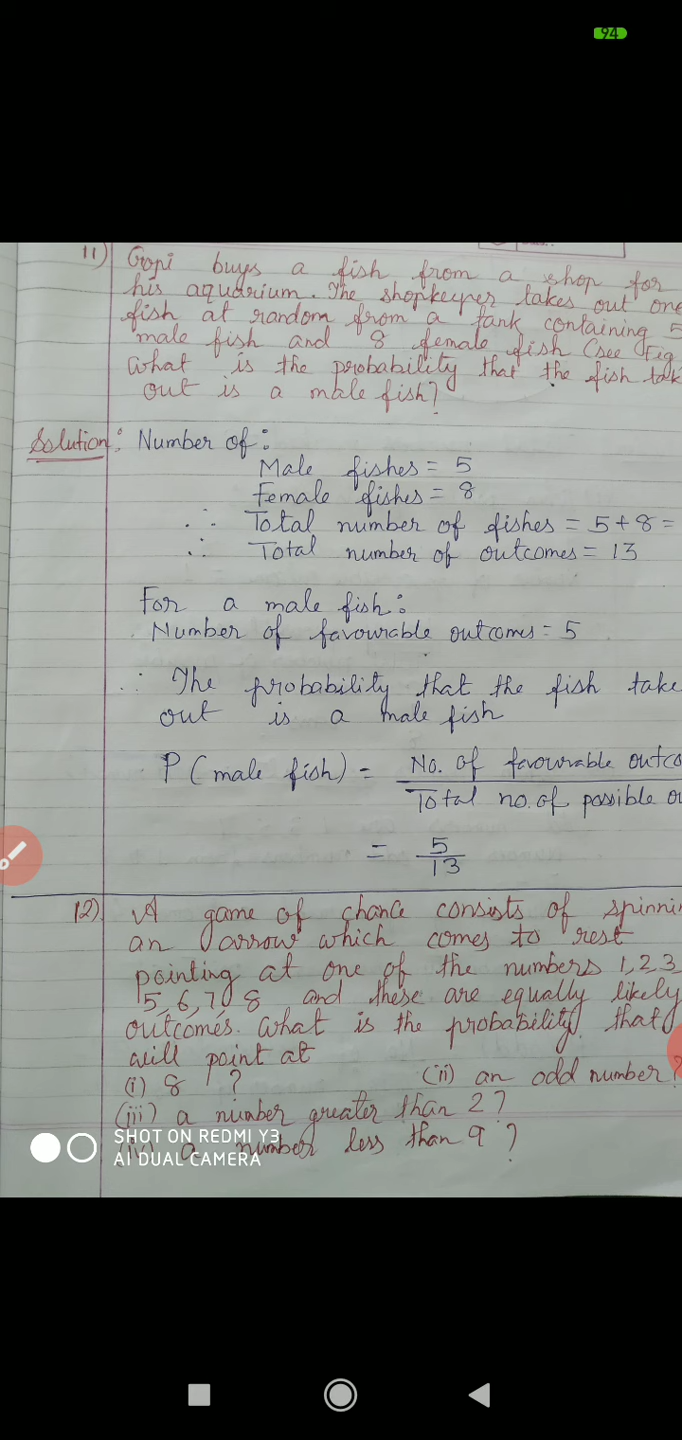 94
11) Gopi buys a fish from a shop for
his aquarium. The shopkeeper takes out one
fish at random from a tank containing 5
male fish and 8 female fish (see Fig
What is the probability that the fish tak
out is a male fish?
Solution: Number of:
Male fishes = 5
Female fishes = 8
∴ Total number of fishes = 5+8 =
∴ Total number of outcomes = 13
For a male fish:
Number of favourable outcomes = 5
∴ The probability that the fish take
out is a male fish
P (male fish) = No. of favourable outco
Total no. of possible ou
= 5
13
12) A game of chance consists of spinni
an arrow which comes to rest
pointing at one of the numbers 1,2,3
5, 6, 7, 8 and these are equally likely
outcomes. What is the probability that
will point at
(i) 8 ? (ii) an odd number?
(iii) a number greater than 2?
(iv) a number less than 9 ?
SHOT ON REDMI Y3
AI DUAL CAMERA